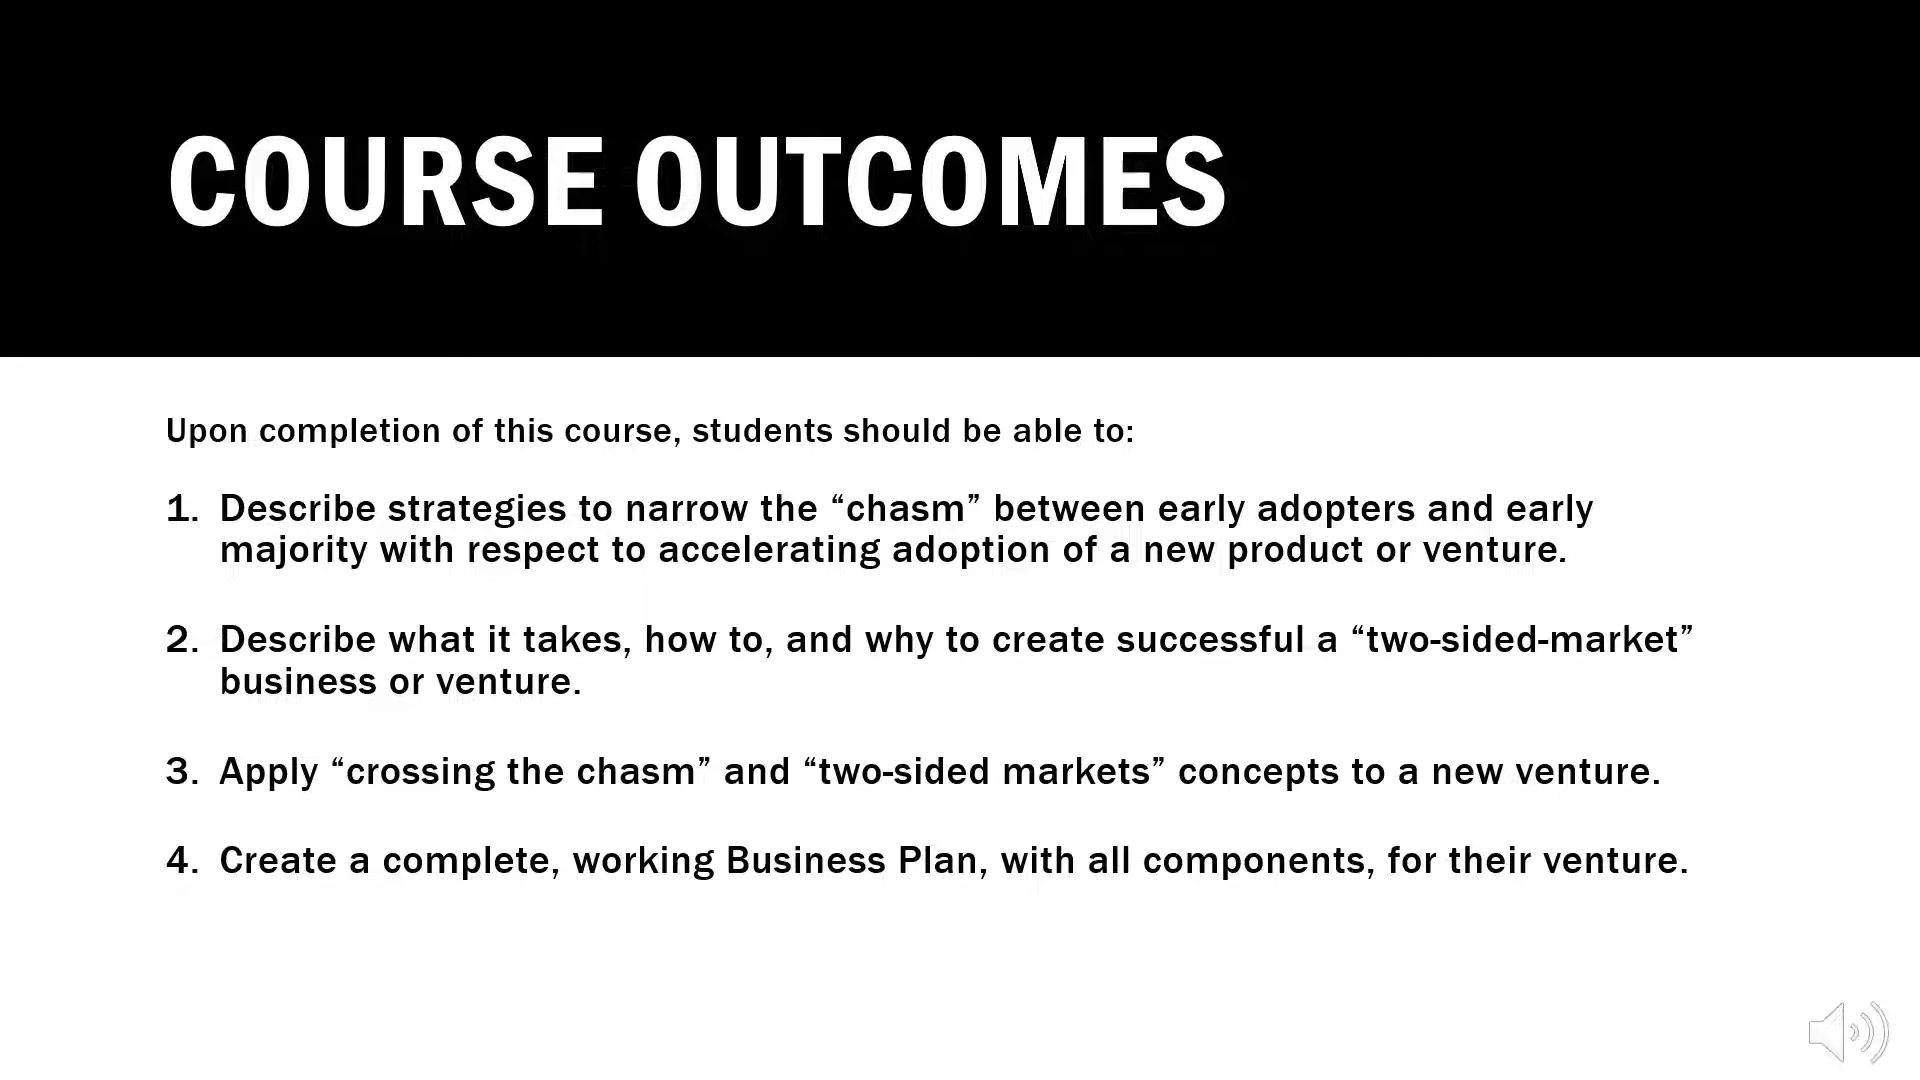 COURSE OUTCOMES
Upon completion of this course, students should be able to:
1. Describe strategies to narrow the “chasm” between early adopters and early
majority with respect to accelerating adoption of a new product or venture.
2. Describe what it takes, how to, and why to create successful a “two-sided-market”
business or venture.
3. Apply “crossing the chasm” and “two-sided markets” concepts to a new venture.
4. Create a complete, working Business Plan, with all components, for their venture.